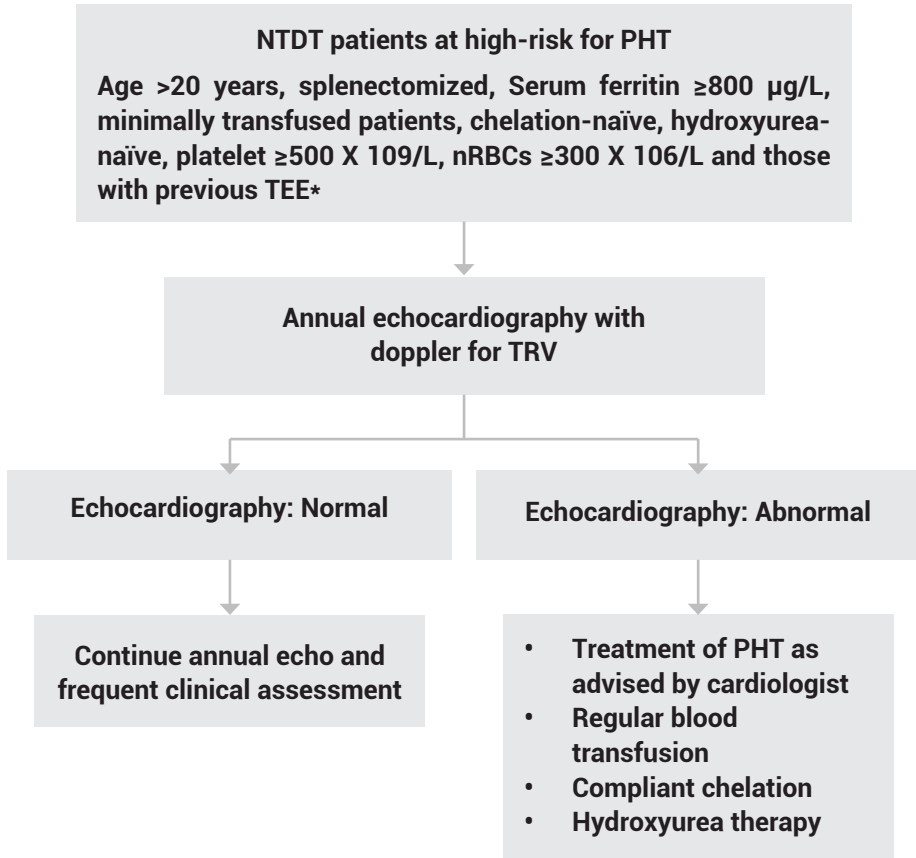 NTDT patients at high-risk for PHT
Age >20 years, splenectomized, Serum ferritin ≥800 µg/L,
minimally transfused patients, chelation-naïve, hydroxyurea-
naïve, platelet ≥500 X 109/L, nRBCs ≥300 X 106/L and those
with previous TEE*
Annual echocardiography with
doppler for TRV
Echocardiography: Normal
Echocardiography: Abnormal
Continue annual echo and
frequent clinical assessment
• Treatment of PHT as
advised by cardiologist
• Regular blood
transfusion
• Compliant chelation
• Hydroxyurea therapy